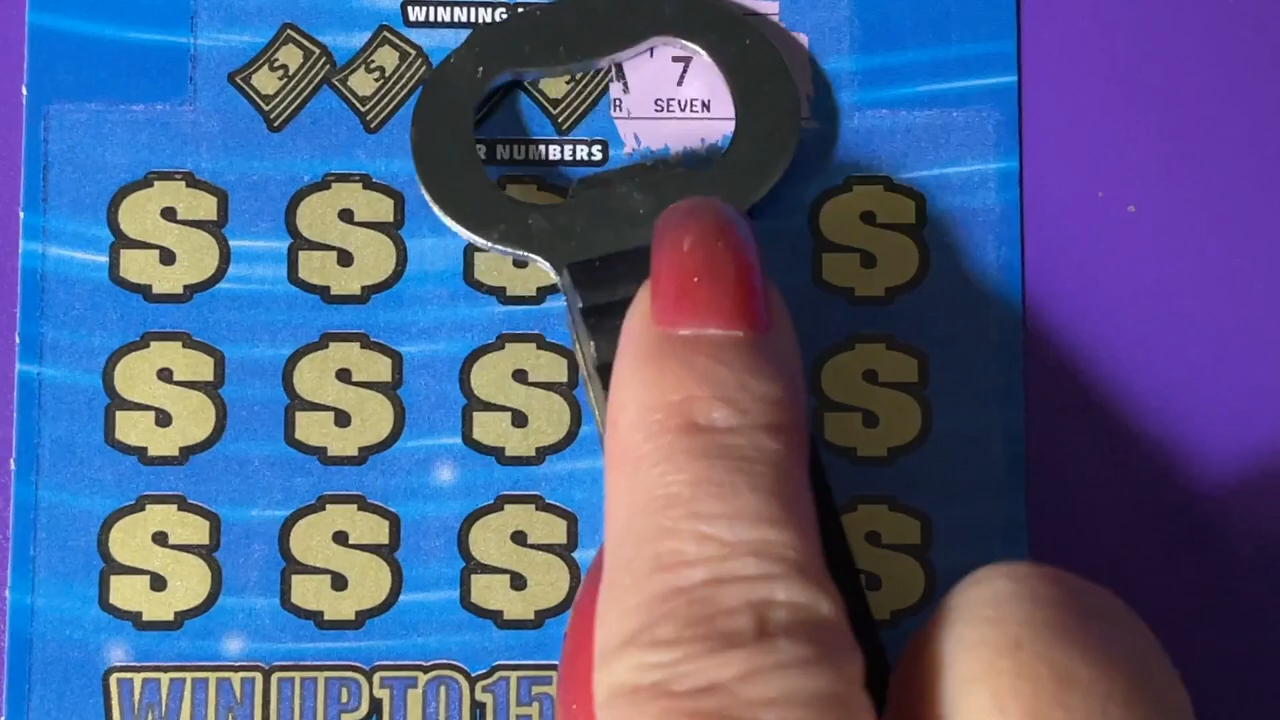 WINNING
7
R SEVEN
R NUMBERS
$ $ $ $
$ $ $ $
$ $ $ $
WIN UP TO 15